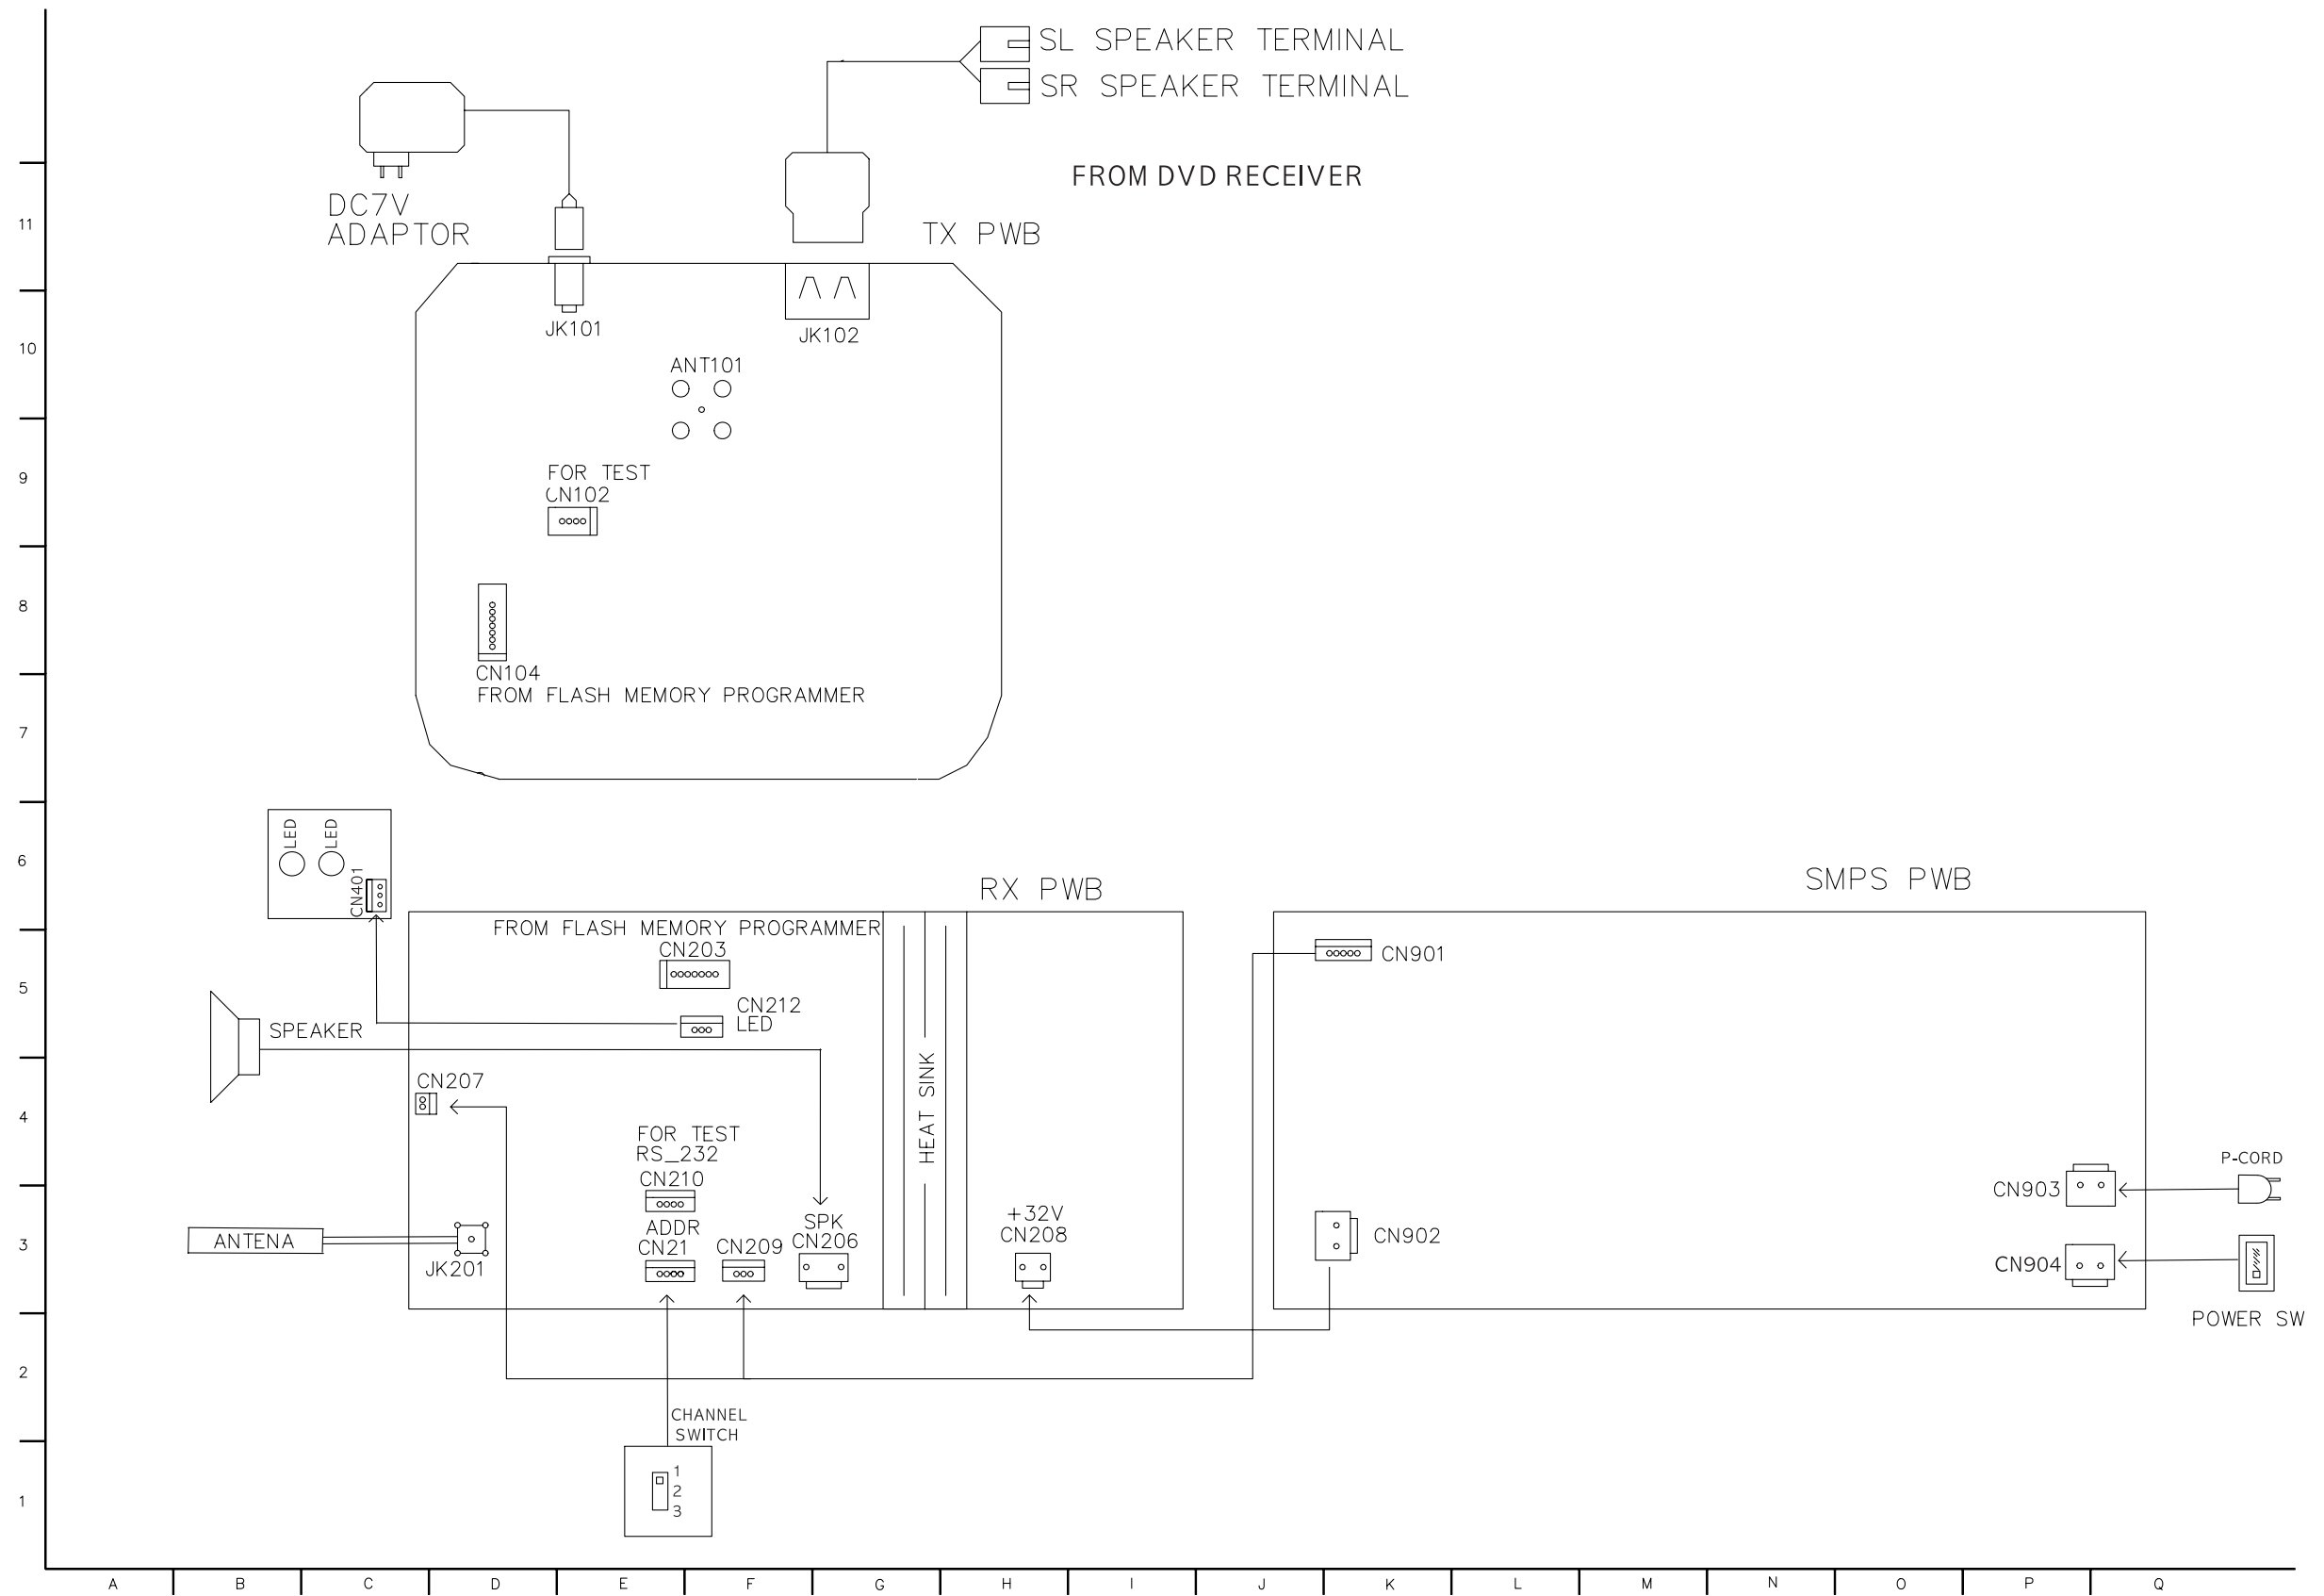 SL SPEAKER TERMINAL
SR SPEAKER TERMINAL
FROM DVD RECEIVER
DC7V
ADAPTOR
TX PWB
11
JK101
JK102
10
ANT101
9
FOR TEST
CN102
8
CN104
FROM FLASH MEMORY PROGRAMMER
7
LED
LED
CN401
6
RX PWB
SMPS PWB
FROM FLASH MEMORY PROGRAMMER
CN203
CN901
5
CN212
LED
SPEAKER
HEAT SINK
CN207
4
FOR TEST
RS_232
CN210
P-CORD
CN903
ADDR
CN21
CN209
SPK
CN206
+32V
CN208
CN902
3
ANTENA
JK201
CN904
POWER SW
2
CHANNEL
SWITCH
1
2
3
1
A B C D E F G H I J K L M N O P Q